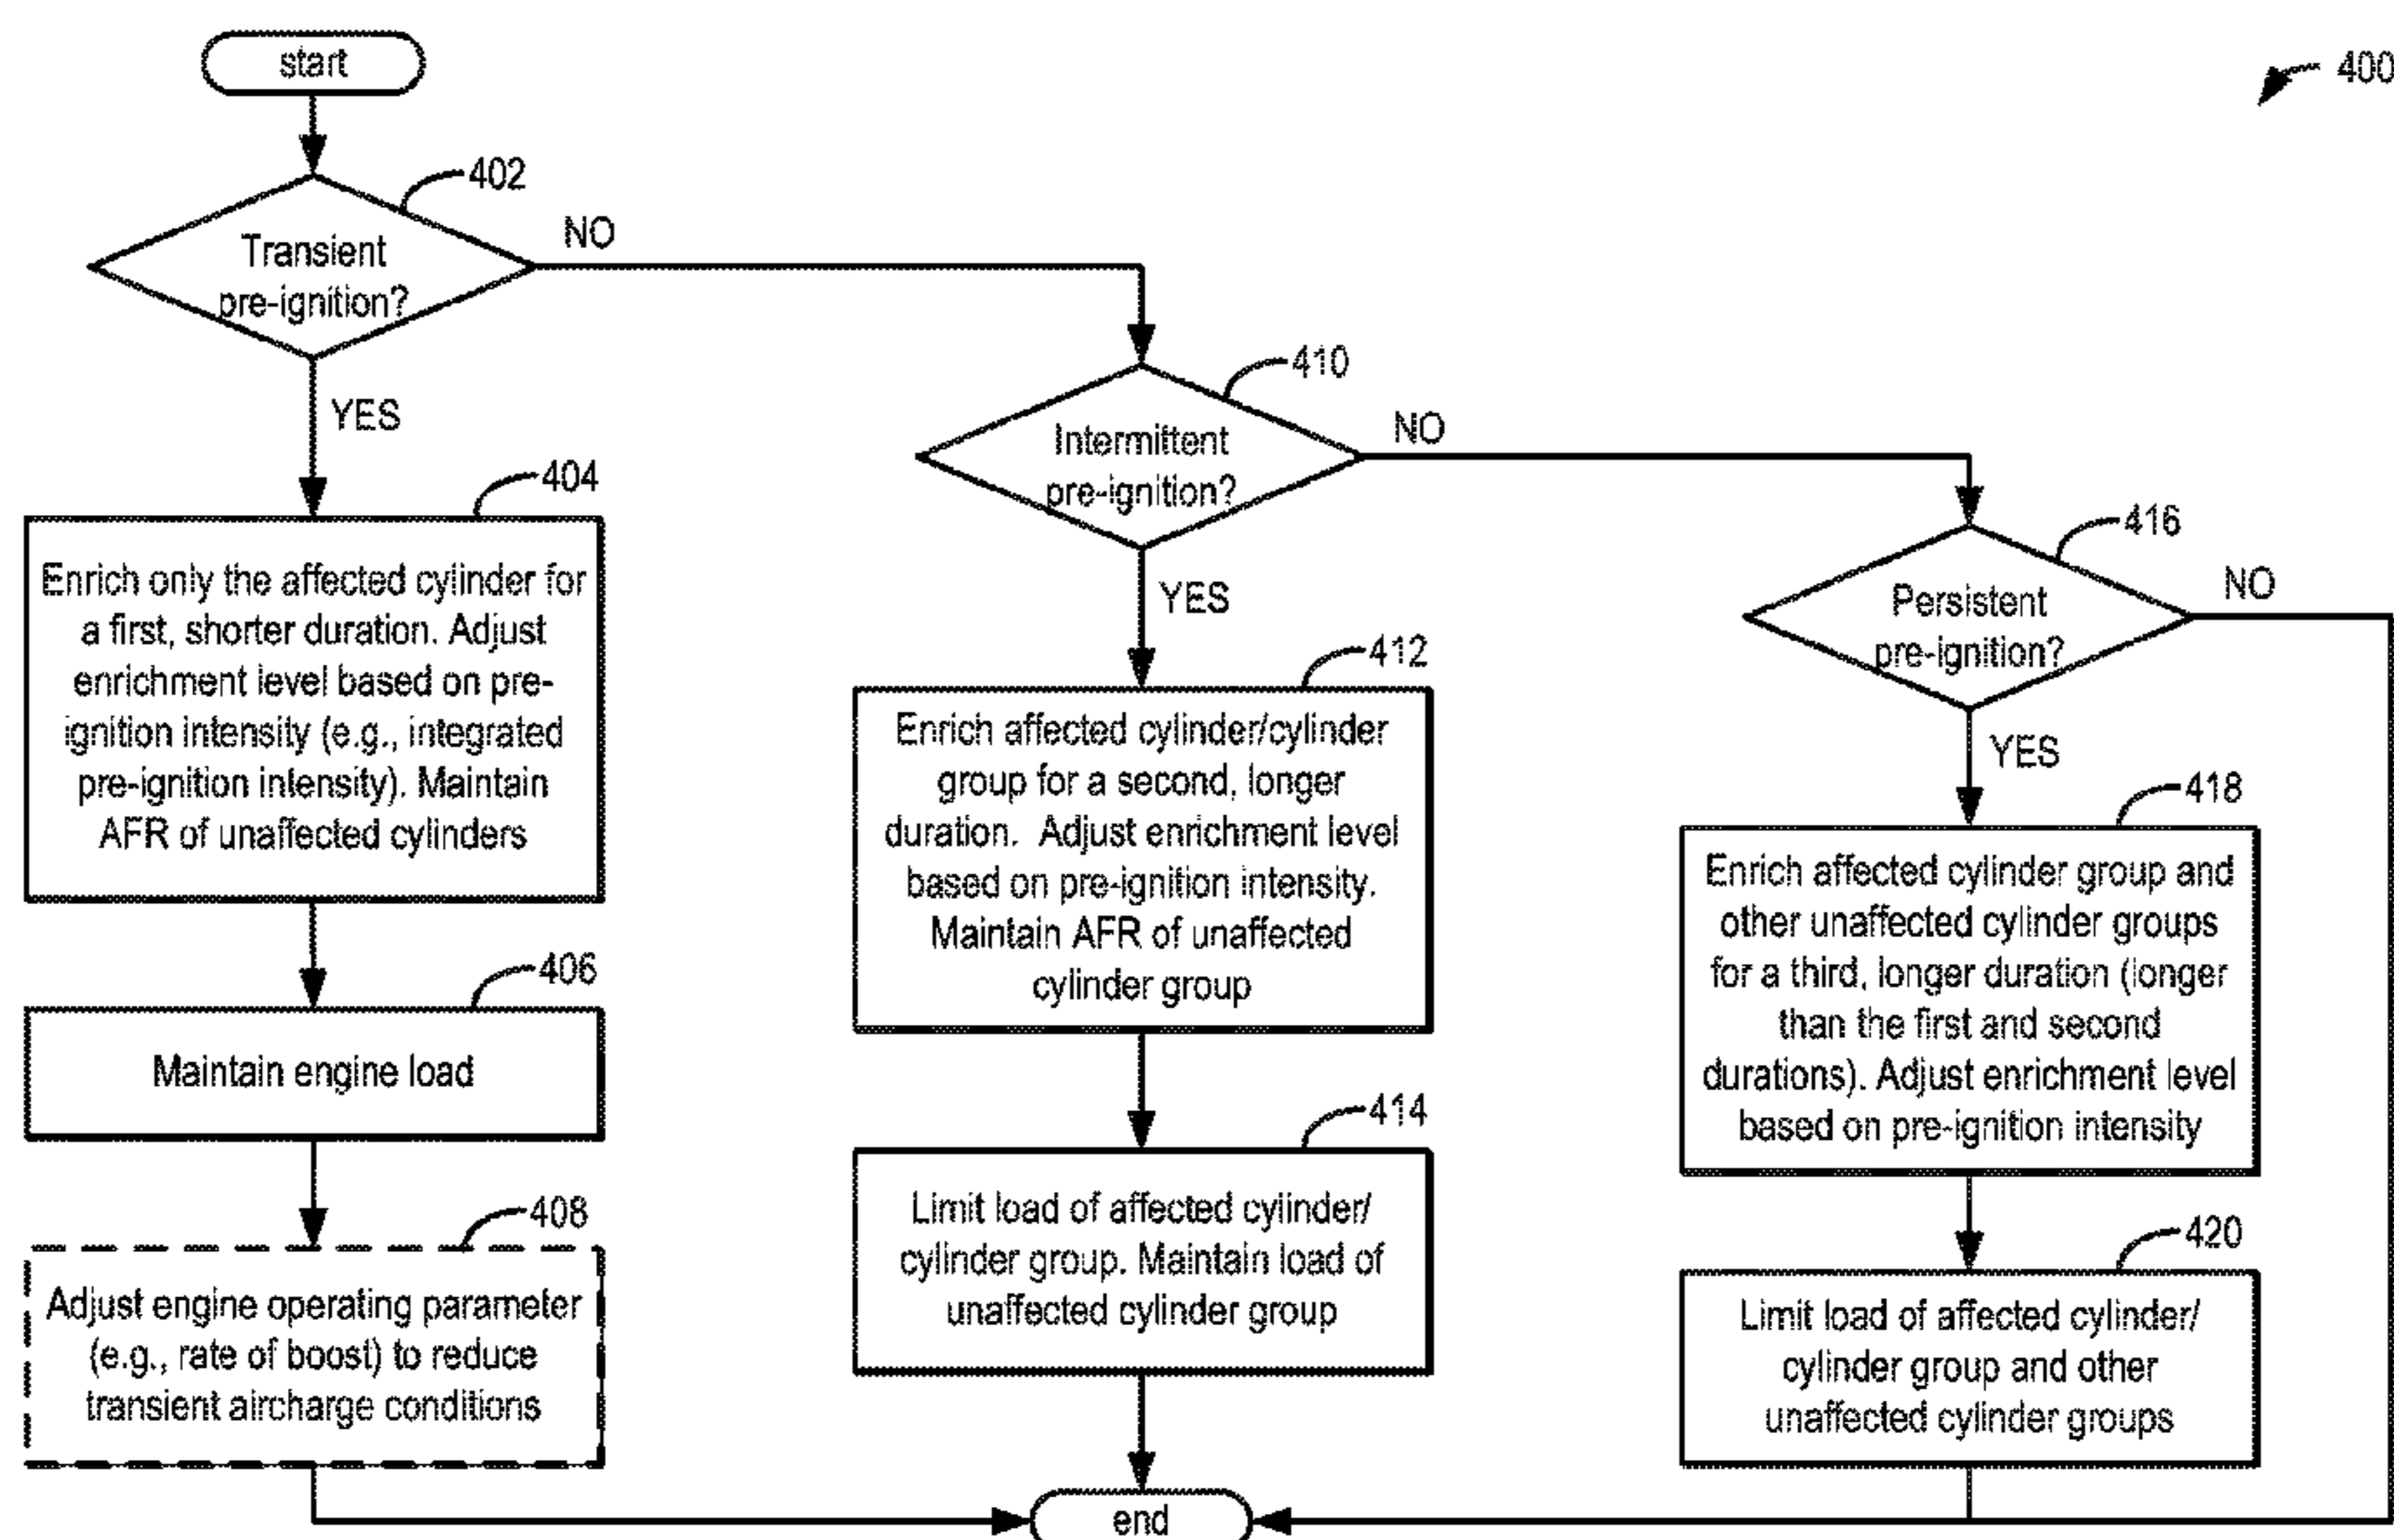 start
400
402
Transient
pre-ignition?
NO
YES
404
Enrich only the affected cylinder for
a first, shorter duration. Adjust
enrichment level based on pre-
ignition intensity (e.g., integrated
pre-ignition intensity). Maintain
AFR of unaffected cylinders
406
Maintain engine load
408
Adjust engine operating parameter
(e.g., rate of boost) to reduce
transient aircharge conditions
410
Intermittent
pre-ignition?
NO
YES
412
Enrich affected cylinder/cylinder
group for a second, longer
duration. Adjust enrichment level
based on pre-ignition intensity.
Maintain AFR of unaffected
cylinder group
414
Limit load of affected cylinder/
cylinder group. Maintain load of
unaffected cylinder group
416
Persistent
pre-ignition?
NO
YES
418
Enrich affected cylinder group and
other unaffected cylinder groups
for a third, longer duration (longer
than the first and second
durations). Adjust enrichment level
based on pre-ignition intensity
420
Limit load of affected cylinder/
cylinder group and other
unaffected cylinder groups
end